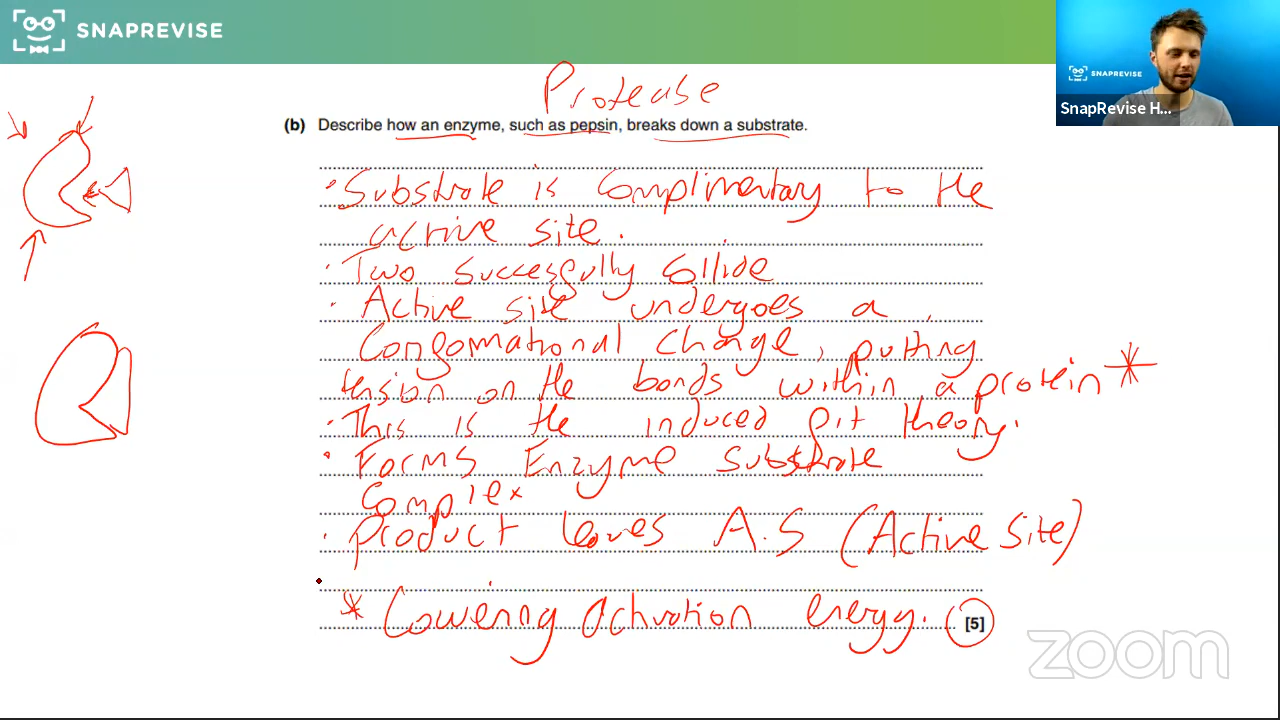 SNAPREVISE
SNAPREVISE
SnapRevise H...
Protease
(b) Describe how an enzyme, such as pepsin, breaks down a substrate.
· Substrate is complimentary to the
active site.
· Two successfully collide
· Active site undergoes a
conformational change, putting
tension on the bonds within a protein *
· This is the induced fit theory.
· Forms Enzyme substrate
complex
· product leaves A.S (Active site)
* Lowering activation energy.
[5]
zoom